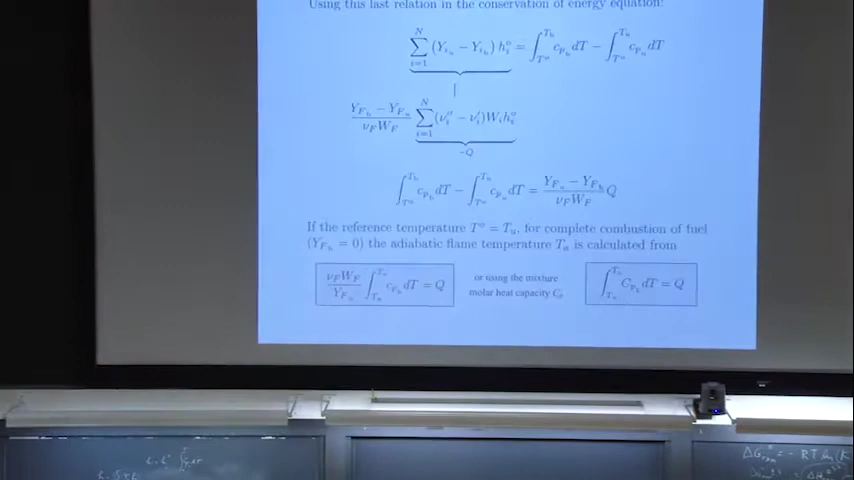 Using this last relation in the conservation of energy equation:
\sum_{i=1}^{N} (Y_{i_u} - Y_{i_b}) h_i^o = \int_{T^o}^{T_b} c_{p_b} dT - \int_{T^o}^{T_u} c_{p_u} dT
\frac{Y_{F_b} - Y_{F_u}}{\nu_F W_F} \sum_{i=1}^{N} (\nu_i'' - \nu_i') W_i h_i^o
-Q
\int_{T^o}^{T_b} c_{p_b} dT - \int_{T^o}^{T_u} c_{p_u} dT = \frac{Y_{F_u} - Y_{F_b}}{\nu_F W_F} Q
If the reference temperature T^o = T_u, for complete combustion of fuel
(Y_{F_b} = 0) the adiabatic flame temperature T_a is calculated from
\frac{\nu_F W_F}{Y_{F_u}} \int_{T_u}^{T_a} c_{p_b} dT = Q
or using the mixture
molar heat capacity C_p
\int_{T_u}^{T_a} C_{p_b} dT = Q